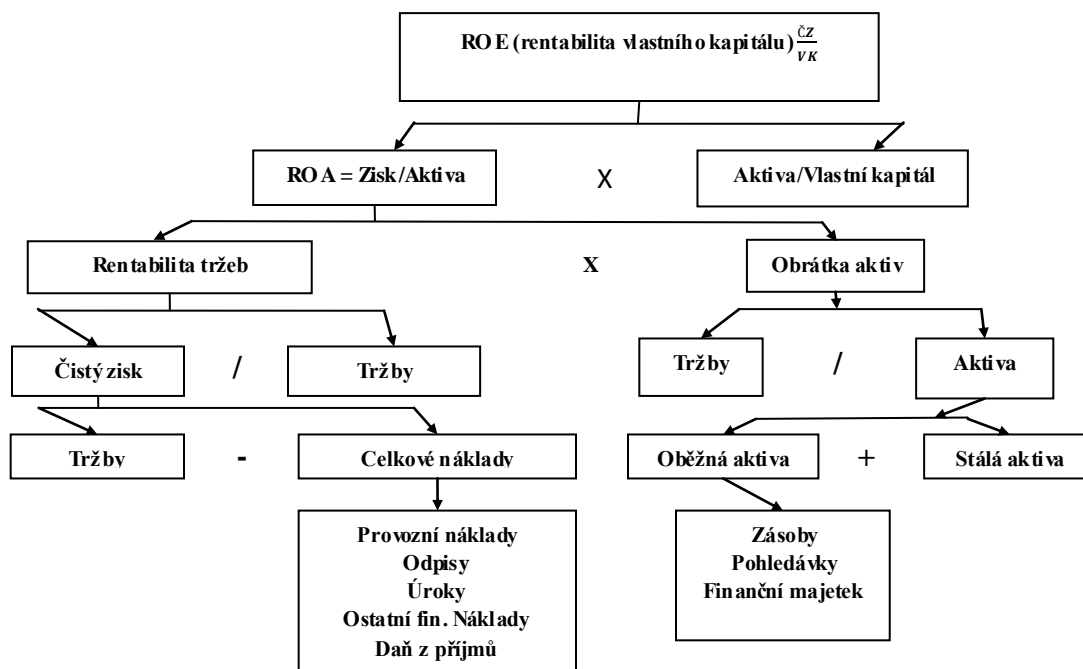 ROE (rentabilita vlastního kapitálu) ČZ/VK
ROA = Zisk/Aktiva X Aktiva/Vlastní kapitál
Rentabilita tržeb X Obrátka aktiv
Čistý zisk / Tržby Tržby / Aktiva
Tržby - Celkové náklady Oběžná aktiva + Stálá aktiva
Provozní náklady
Odpisy
Úroky
Ostatní fin. Náklady
Daň z příjmů
Zásoby
Pohledávky
Finanční majetek